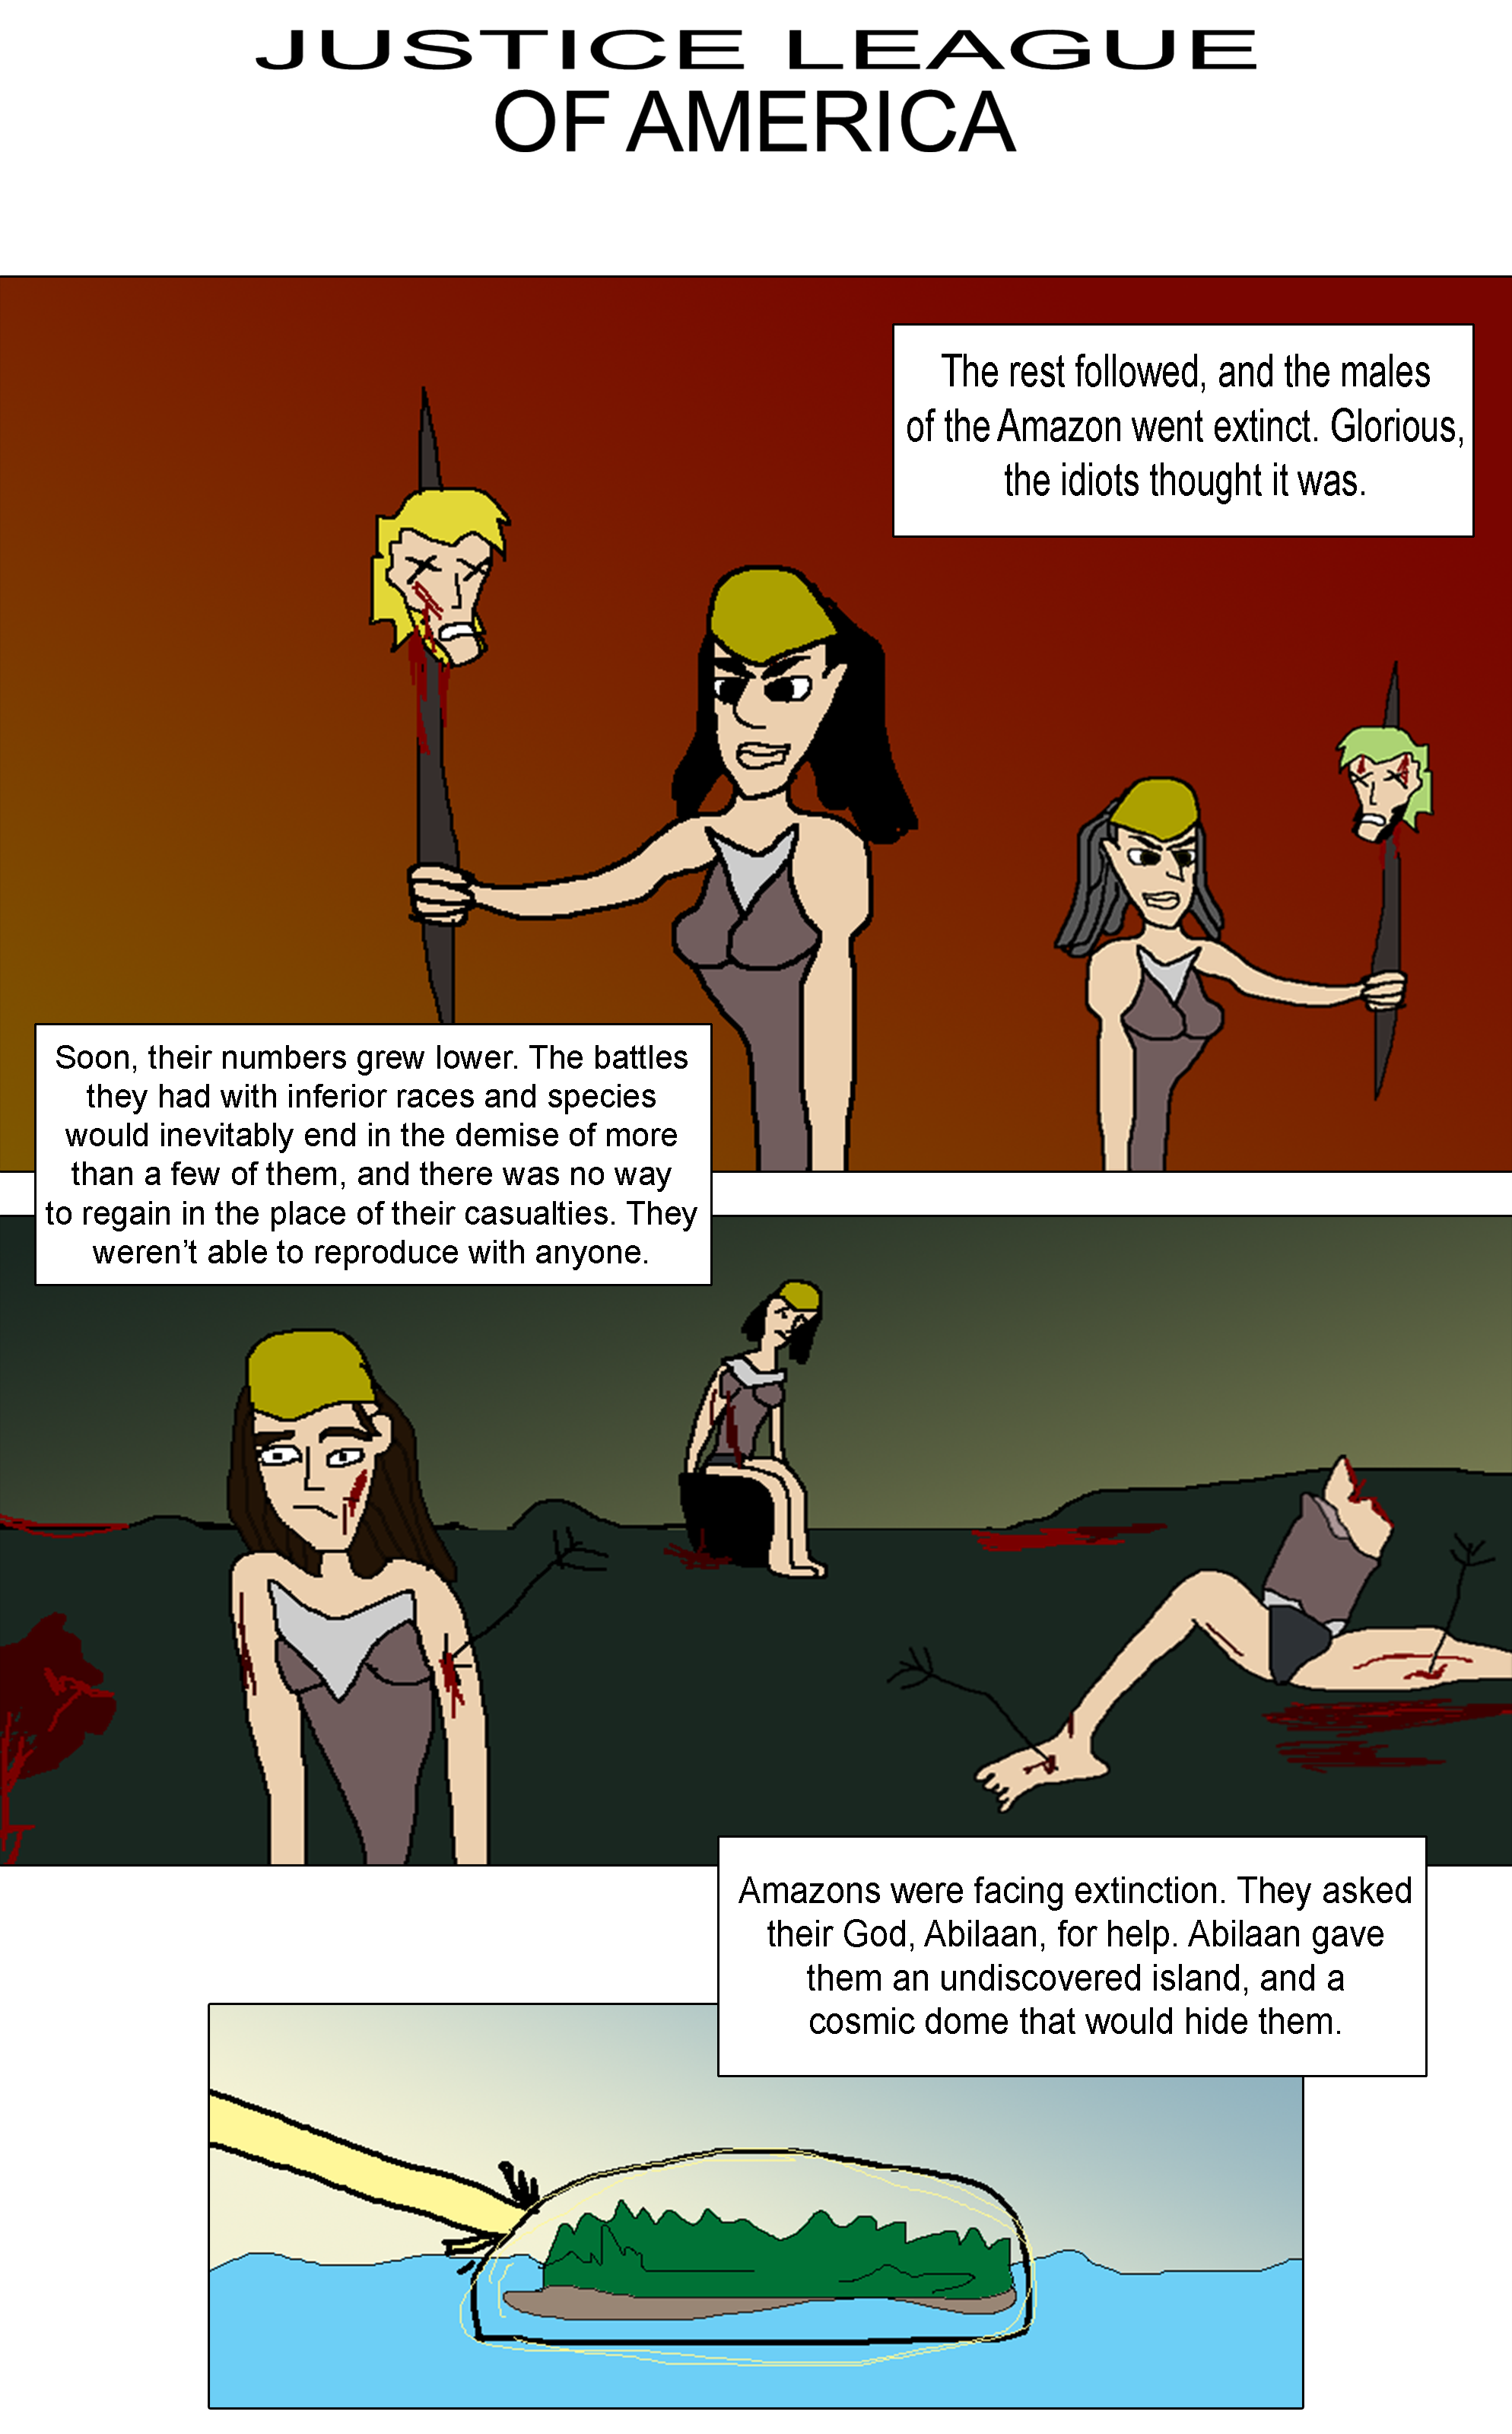 JUSTICE LEAGUE
OF AMERICA
The rest followed, and the males
of the Amazon went extinct. Glorious,
the idiots thought it was.
Soon, their numbers grew lower. The battles
they had with inferior races and species
would inevitably end in the demise of more
than a few of them, and there was no way
to regain in the place of their casualties. They
weren't able to reproduce with anyone.
Amazons were facing extinction. They asked
their God, Abilaan, for help. Abilaan gave
them an undiscovered island, and a
cosmic dome that would hide them.